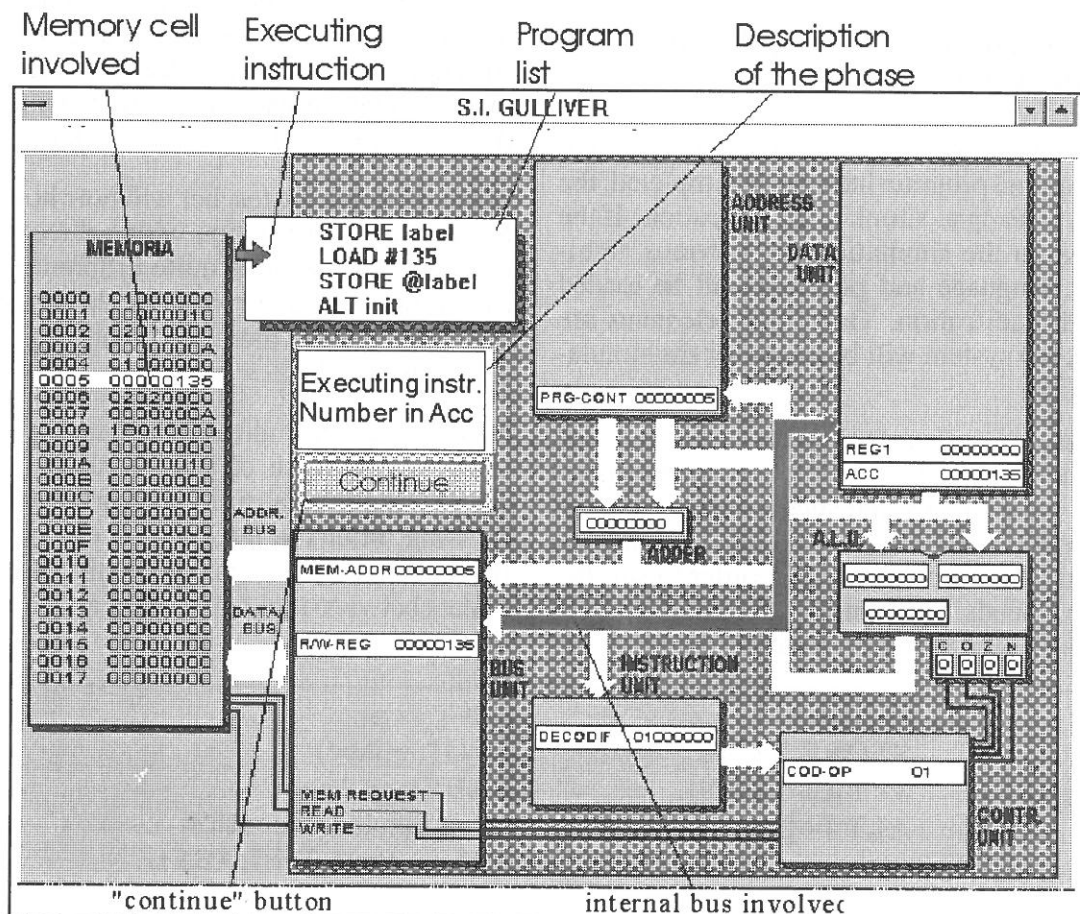 Memory cell involved
Executing instruction
Program list
Description of the phase
S.I. GULLIVER
MEMORIA
0000 01000000
0001 00000010
0002 02010000
0003 0000000A
0004 01000000
0005 00000135
0006 02020000
0007 0000000A
0008
0009 00000000
000A 00000010
000B 00000000
000C 00000000
000D 00000000
000E 00000000
000F 00000000
0010 00000000
0011 00000000
0012 00000000
0013 00000000
0014 00000000
0015 00000000
0016 00000000
0017 00000000
STORE label
LOAD #135
STORE @label
ALT init
Executing instr.
Number in Acc
Continue
ADDR.
BUS
DATA
BUS
MEM-ADDR 00000005
R/W-REG 00000135
MEM REQUEST
READ
WRITE
BUS
UNIT
ADDRESS
UNIT
PRG-CONT 00000005
00000000
ADDER
DATA
UNIT
REG1 00000000
ACC 00000135
A.L.U.
00000000 00000000
00000000
C O Z N
0 0 0 0
INSTRUCTION
UNIT
DECODIF 01000000
COD-OP 01
CONTR.
UNIT
"continue" button
internal bus involved